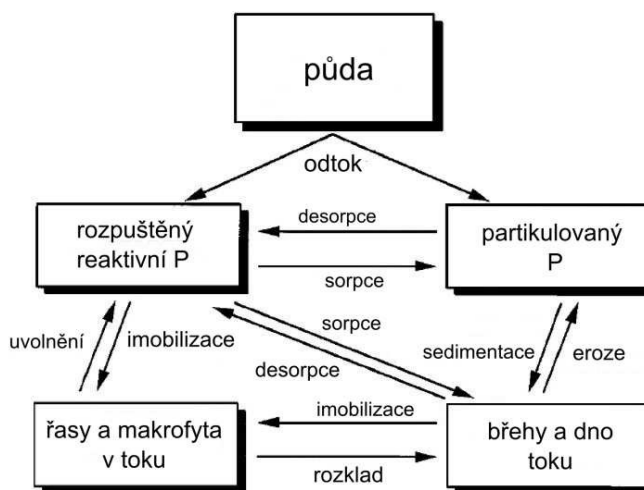 půda
odtok
rozpuštěný
reaktivní P
desorpce
sorpce
partikulovaný
P
uvolnění
imobilizace
sorpce
desorpce
sedimentace
eroze
řasy a makrofyta
v toku
imobilizace
rozklad
břehy a dno
toku